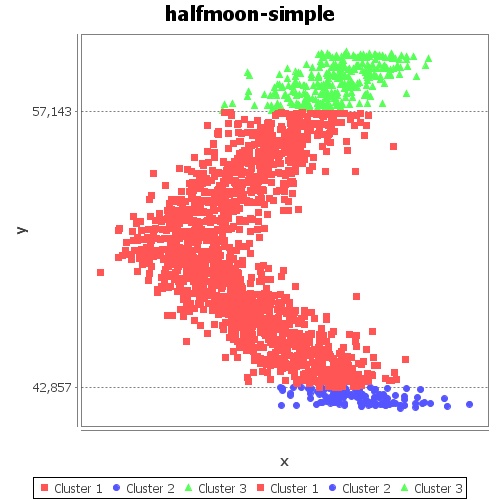 halfmoon-simple
57,143
y
42,857
x
Cluster 1 Cluster 2 Cluster 3 Cluster 1 Cluster 2 Cluster 3